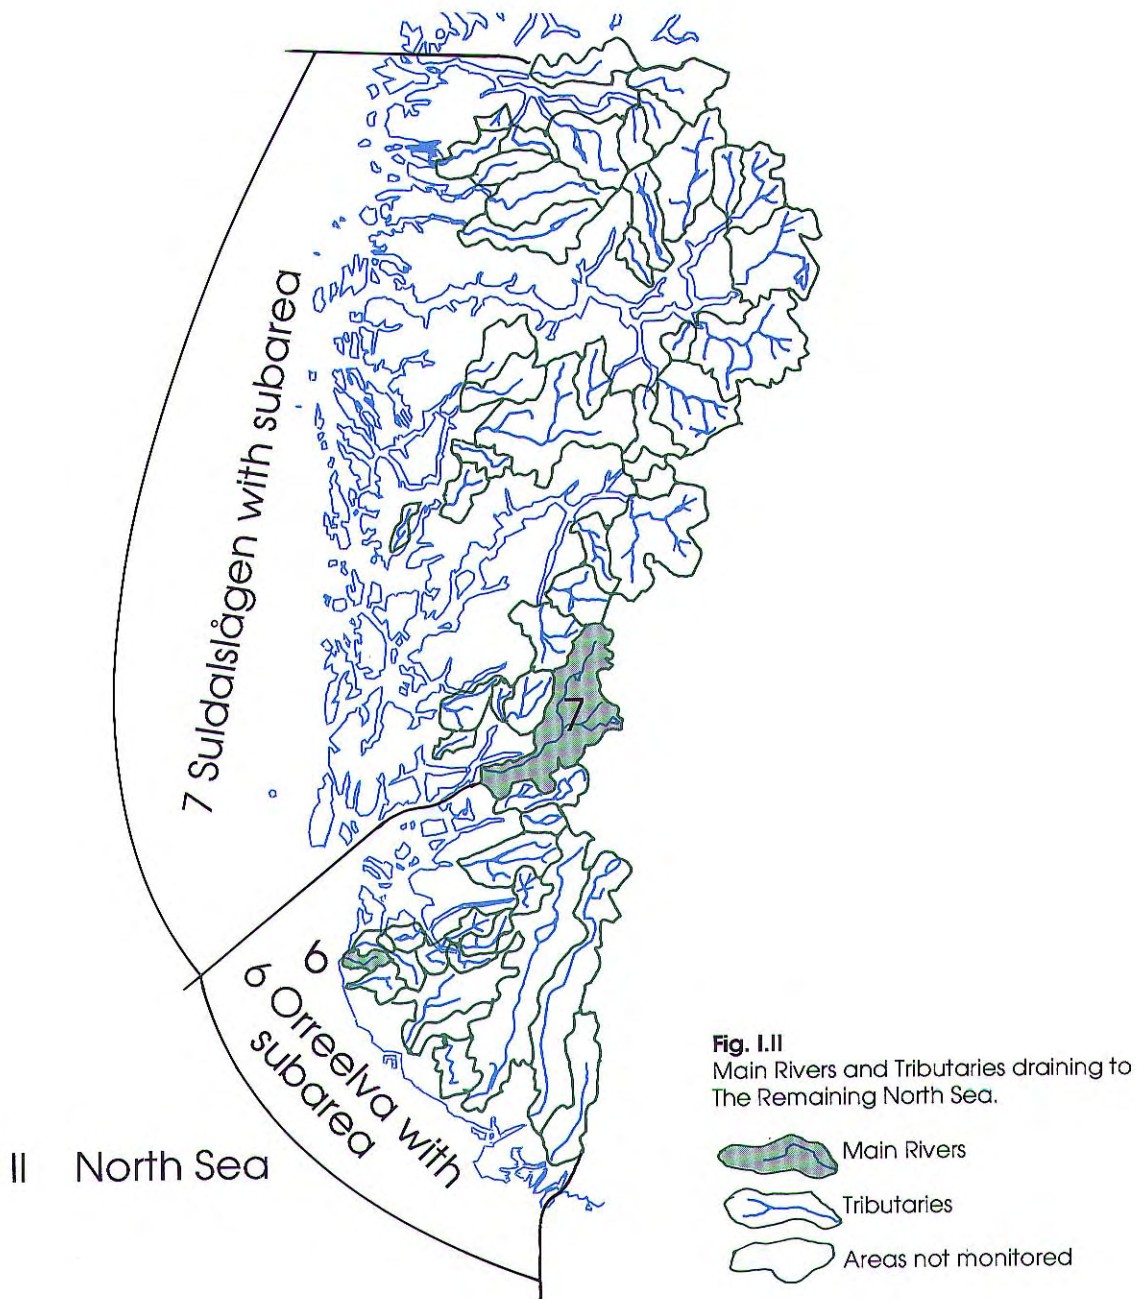 7 Suldalslågen with subarea
7
6
6 Orreelva with
subarea
II North Sea
Fig. I.II
Main Rivers and Tributaries draining to
The Remaining North Sea.
Main Rivers
Tributaries
Areas not monitored